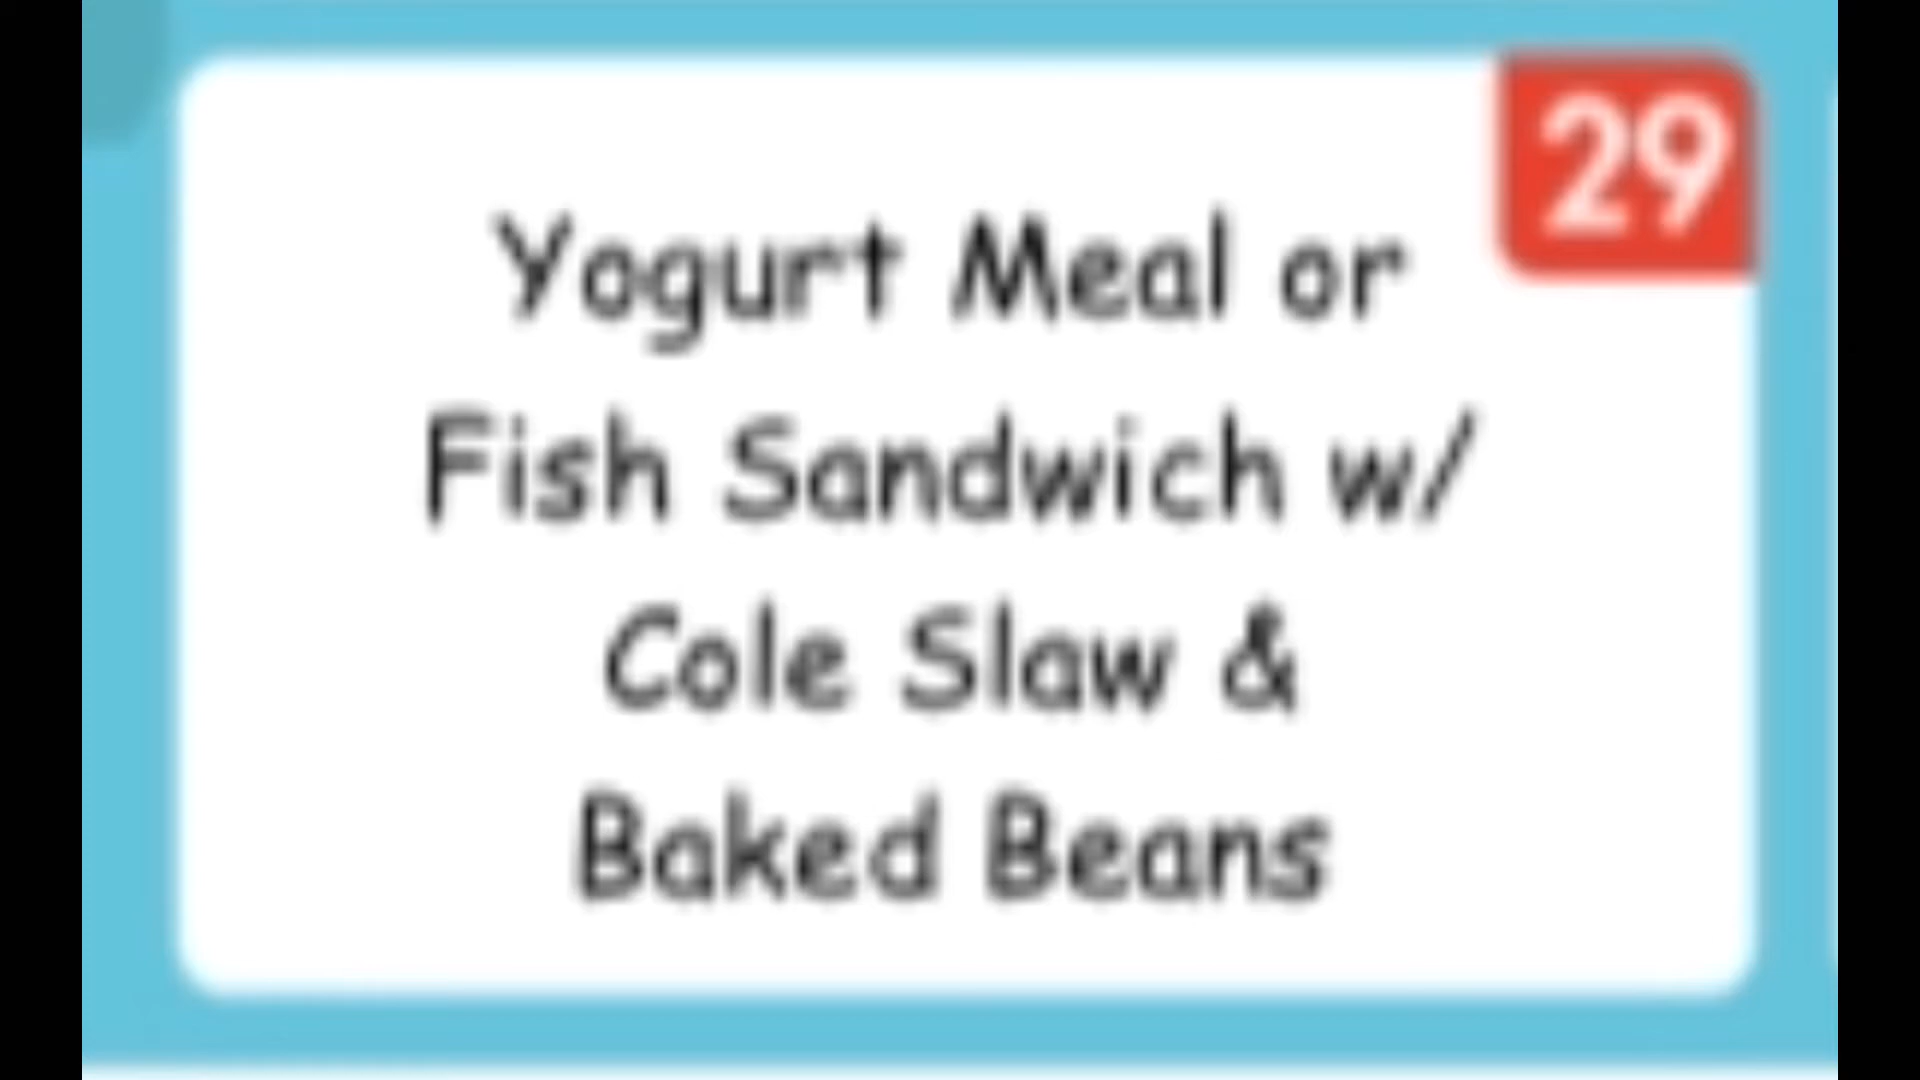 29
Yogurt Meal or
Fish Sandwich w/
Cole Slaw &
Baked Beans